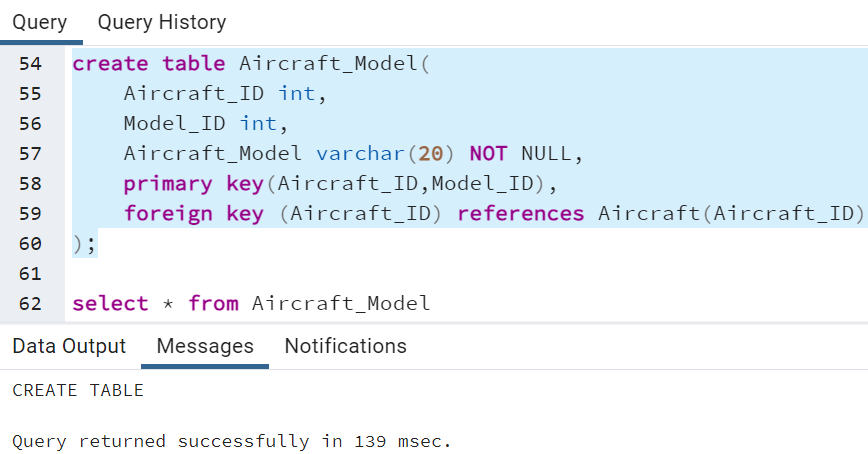 Query Query History
54 create table Aircraft_Model(
55 Aircraft_ID int,
56 Model_ID int,
57 Aircraft_Model varchar(20) NOT NULL,
58 primary key(Aircraft_ID,Model_ID),
59 foreign key (Aircraft_ID) references Aircraft(Aircraft_ID)
60 );
61
62 select * from Aircraft_Model
Data Output Messages Notifications
CREATE TABLE
Query returned successfully in 139 msec.